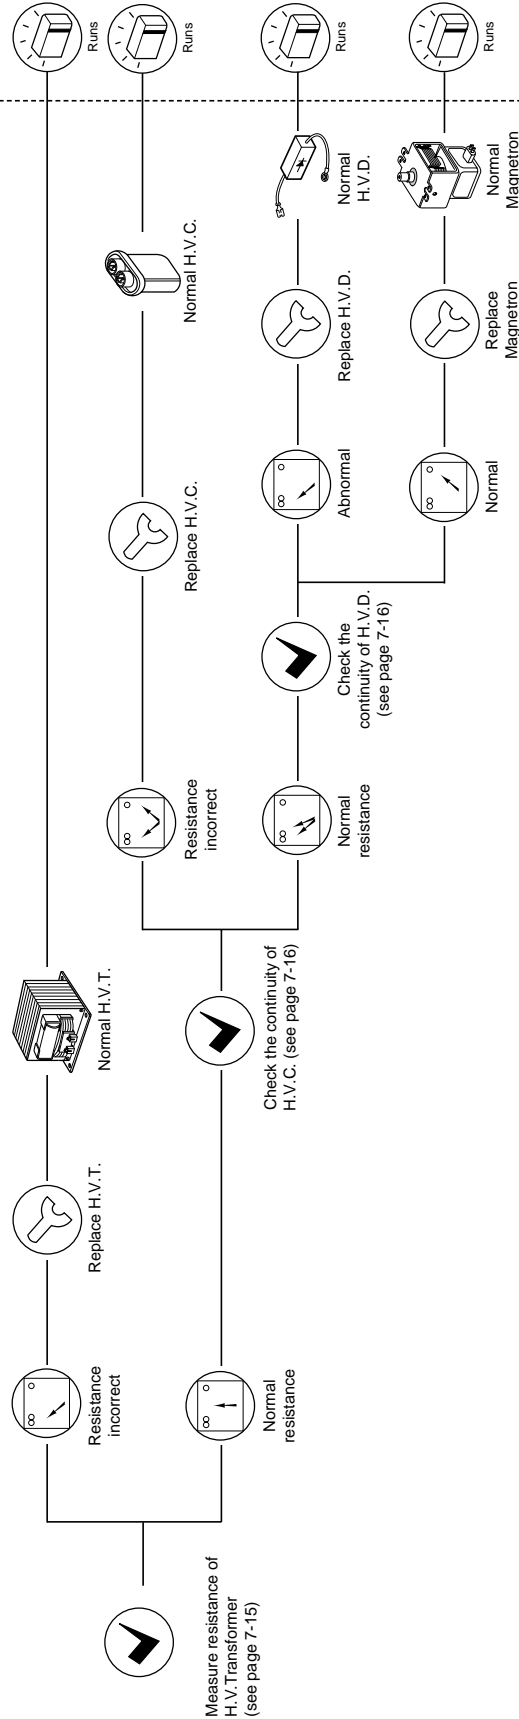 Measure resistance of
H.V.Transformer
(see page 7-15)
Resistance
incorrect
Replace H.V.T.
Normal H.V.T.
Runs
Normal
resistance
Check the continuity of
H.V.C. (see page 7-16)
Resistance
incorrect
Replace H.V.C.
Normal H.V.C.
Runs
Normal
resistance
Check the
continuity of H.V.D.
(see page 7-16)
Abnormal
Replace H.V.D.
Normal
H.V.D.
Runs
Normal
Replace
Magnetron
Normal
Magnetron
Runs